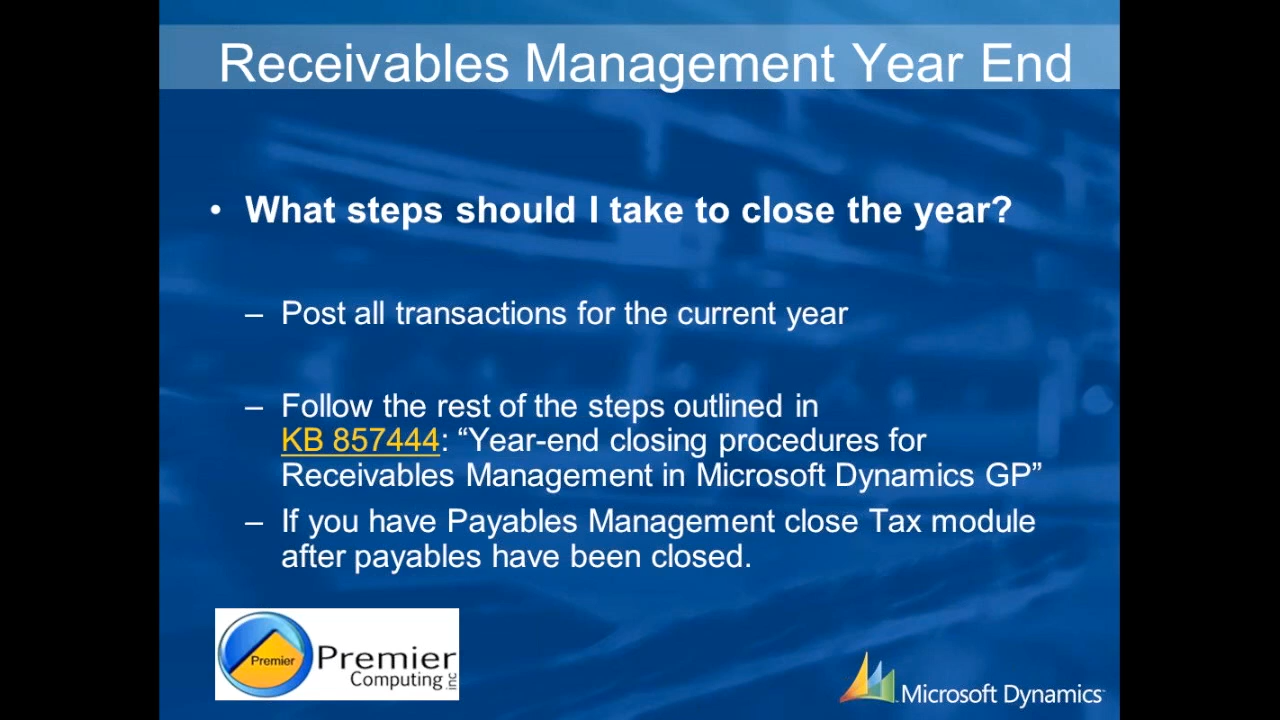 Receivables Management Year End
• What steps should I take to close the year?
– Post all transactions for the current year
– Follow the rest of the steps outlined in
KB 857444: “Year-end closing procedures for
Receivables Management in Microsoft Dynamics GP”
– If you have Payables Management close Tax module
after payables have been closed.
Premier
Premier
Computing inc
Microsoft Dynamics